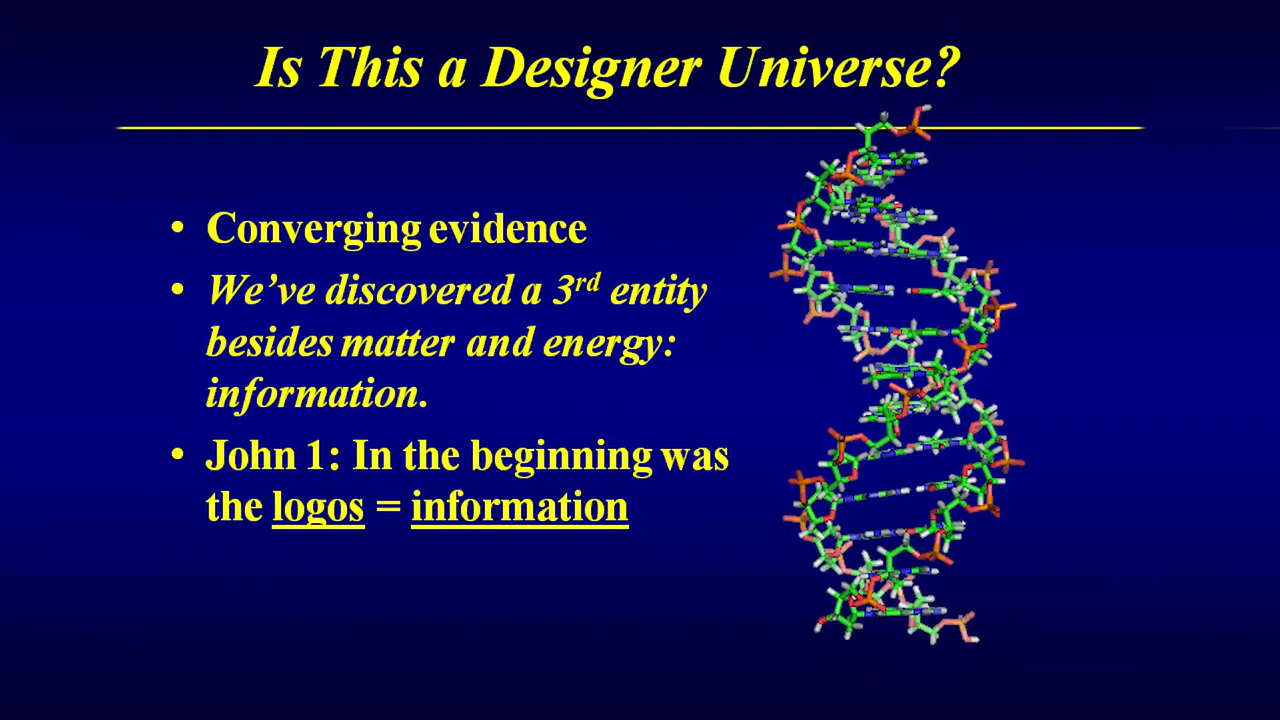 Is This a Designer Universe?
• Converging evidence
• We’ve discovered a 3rd entity
besides matter and energy:
information.
• John 1: In the beginning was
the logos = information